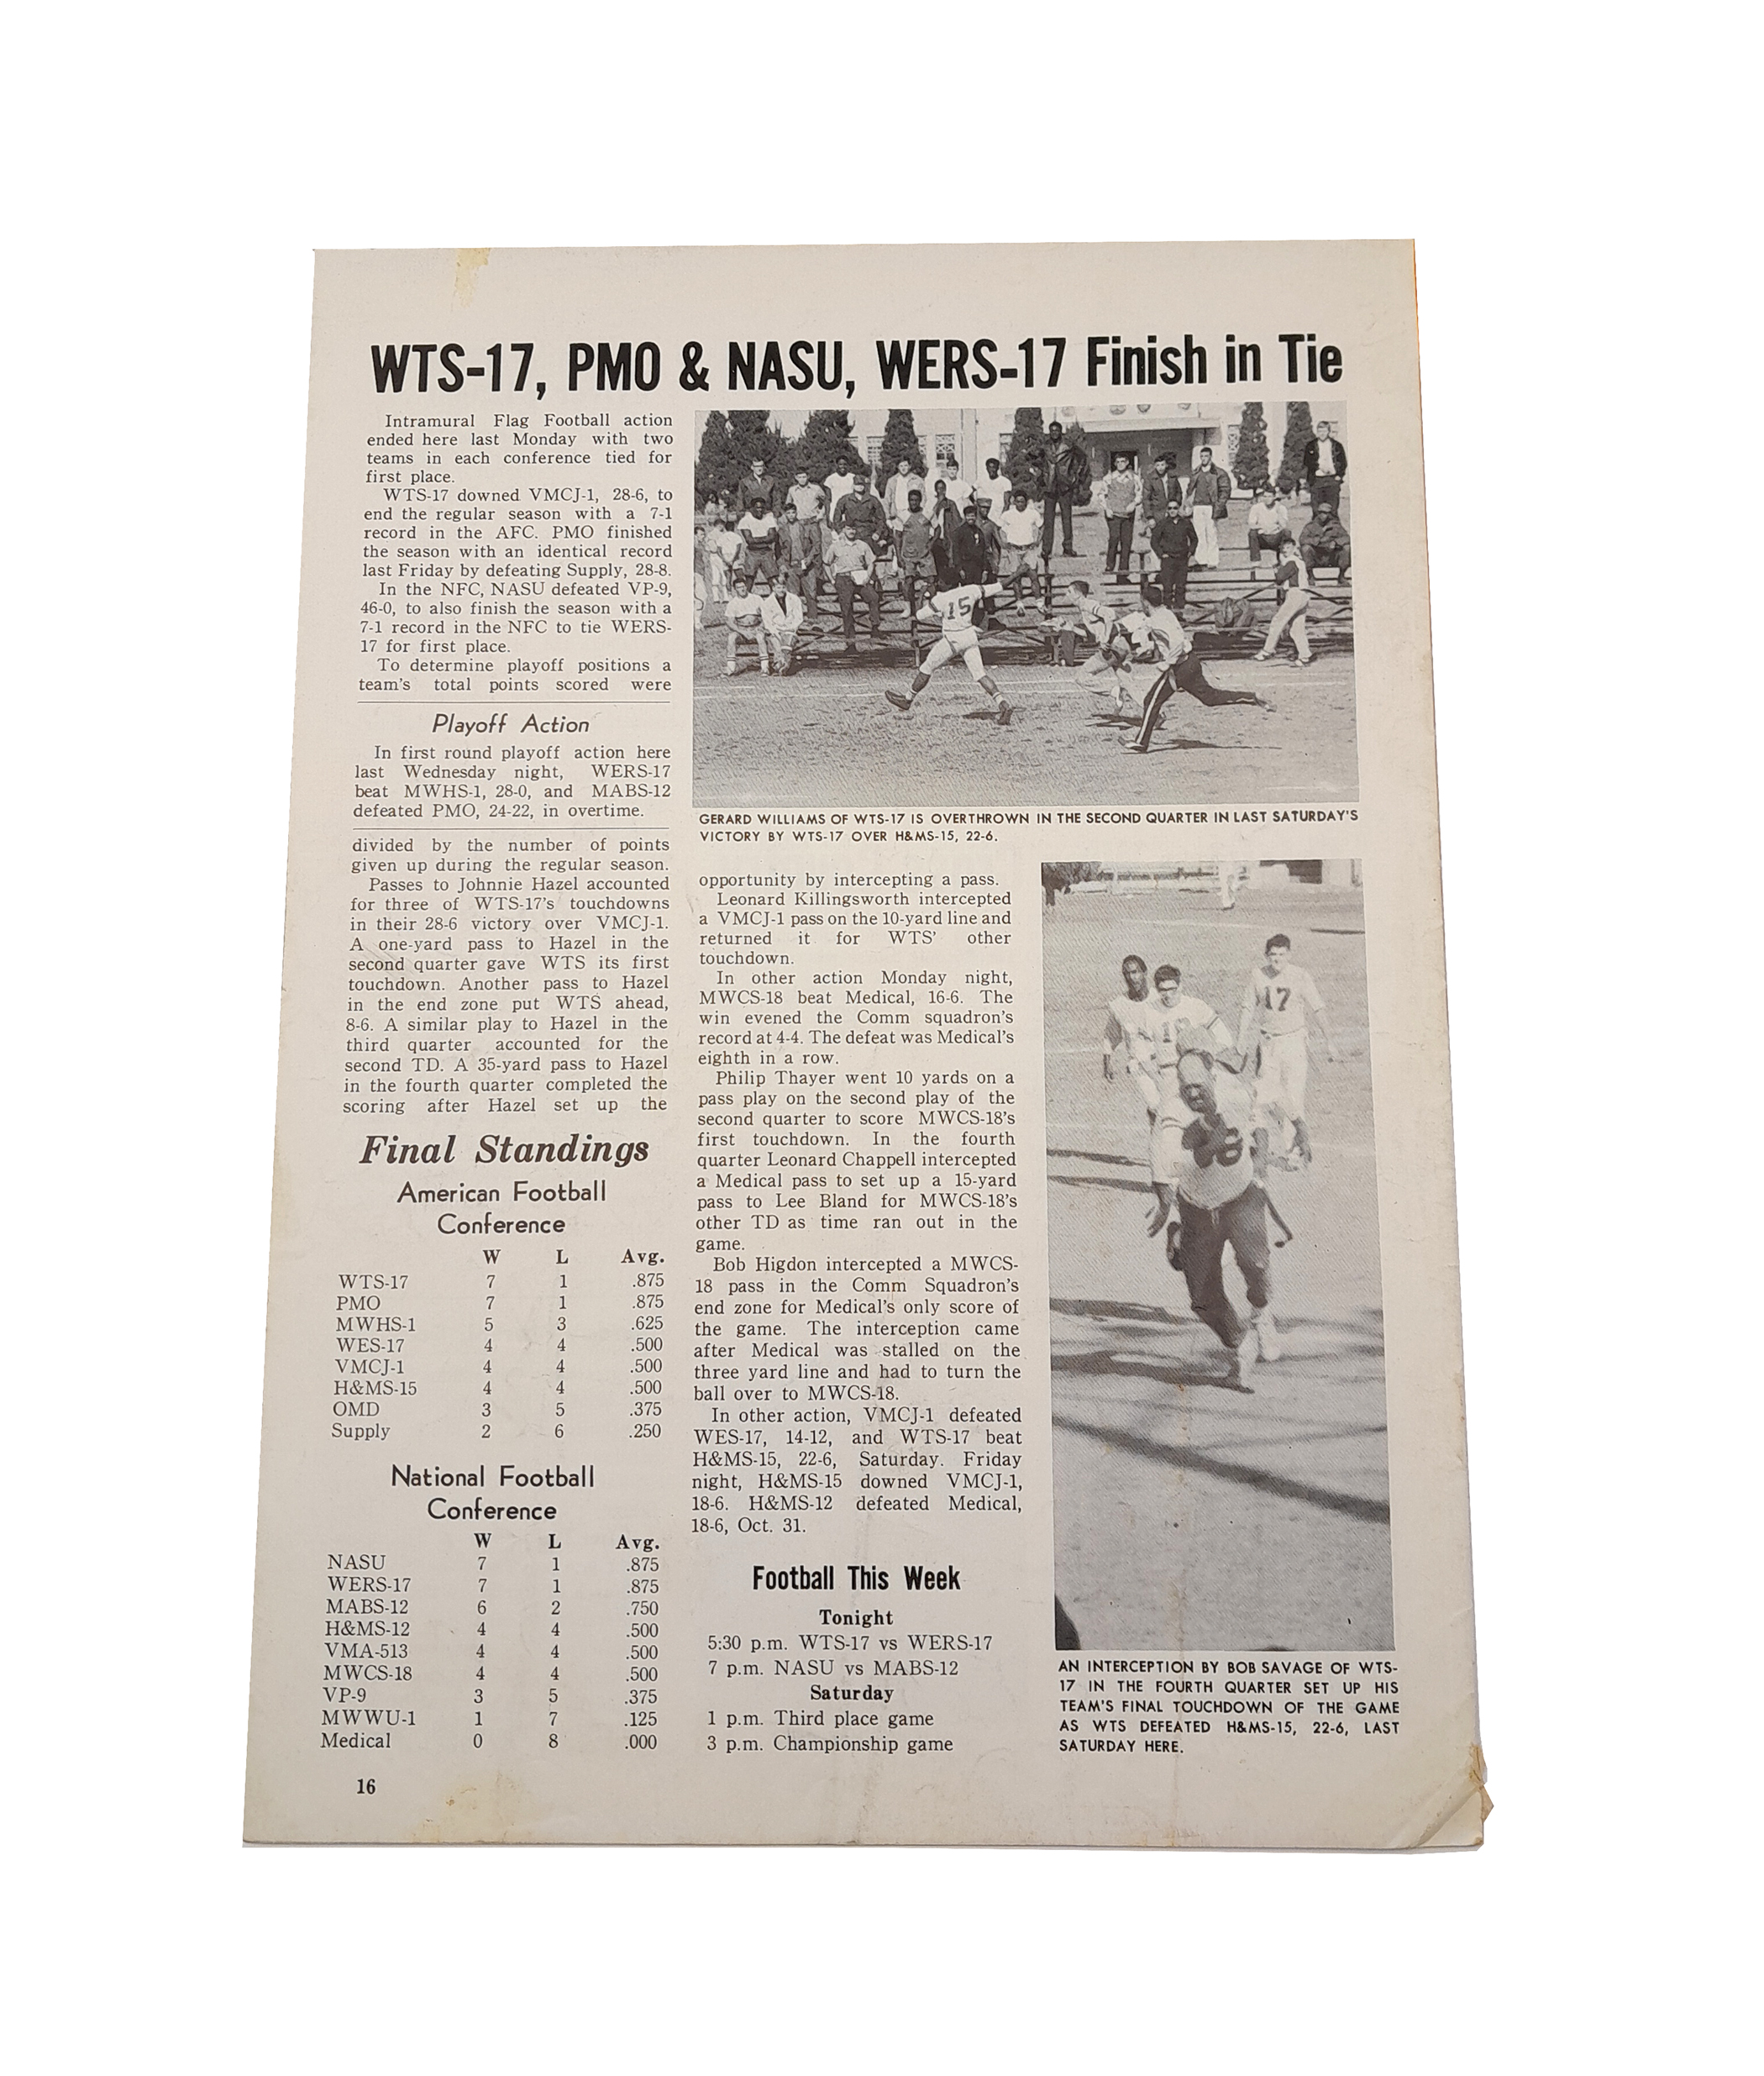 WTS-17, PMO & NASU, WERS-17 Finish in Tie
Intramural Flag Football action
ended here last Monday with two
teams in each conference tied for
first place.
WTS-17 downed VMCJ-1, 28-6, to
end the regular season with a 7-1
record in the AFC. PMO finished
the season with an identical record
last Friday by defeating Supply, 28-8.
In the NFC, NASU defeated VP-9,
46-0, to also finish the season with a
7-1 record in the NFC to tie WERS-
17 for first place.
To determine playoff positions a
team's total points scored were
Playoff Action
In first round playoff action here
last Wednesday night, WERS-17
beat MWHS-1, 28-0, and MABS-12
defeated PMO, 24-22, in overtime.
divided by the number of points
given up during the regular season.
Passes to Johnnie Hazel accounted
for three of WTS-17's touchdowns
in their 28-6 victory over VMCJ-1.
A one-yard pass to Hazel in the
second quarter gave WTS its first
touchdown. Another pass to Hazel
in the end zone put WTS ahead,
8-6. A similar play to Hazel in the
third quarter accounted for the
second TD. A 35-yard pass to Hazel
in the fourth quarter completed the
scoring after Hazel set up the
Final Standings
American Football
Conference
W L Avg.
WTS-17 7 1 .875
PMO 7 1 .875
MWHS-1 5 3 .625
WES-17 4 4 .500
VMCJ-1 4 4 .500
H&MS-15 4 4 .500
OMD 3 5 .375
Supply 2 6 .250
National Football
Conference
W L Avg.
NASU 7 1 .875
WERS-17 7 1 .875
MABS-12 6 2 .750
H&MS-12 4 4 .500
VMA-513 4 4 .500
MWCS-18 4 4 .500
VP-9 3 5 .375
MWWU-1 1 7 .125
Medical 0 8 .000
16
15
GERARD WILLIAMS OF WTS-17 IS OVERTHROWN IN THE SECOND QUARTER IN LAST SATURDAY'S
VICTORY BY WTS-17 OVER H&MS-15, 22-6.
opportunity by intercepting a pass.
Leonard Killingsworth intercepted
a VMCJ-1 pass on the 10-yard line and
returned it for WTS' other
touchdown.
In other action Monday night,
MWCS-18 beat Medical, 16-6. The
win evened the Comm squadron's
record at 4-4. The defeat was Medical's
eighth in a row.
Philip Thayer went 10 yards on a
pass play on the second play of the
second quarter to score MWCS-18's
first touchdown. In the fourth
quarter Leonard Chappell intercepted
a Medical pass to set up a 15-yard
pass to Lee Bland for MWCS-18's
other TD as time ran out in the
game.
Bob Higdon intercepted a MWCS-
18 pass in the Comm Squadron's
end zone for Medical's only score of
the game. The interception came
after Medical was stalled on the
three yard line and had to turn the
ball over to MWCS-18.
In other action, VMCJ-1 defeated
WES-17, 14-12, and WTS-17 beat
H&MS-15, 22-6, Saturday. Friday
night, H&MS-15 downed VMCJ-1,
18-6. H&MS-12 defeated Medical,
18-6, Oct. 31.
Football This Week
Tonight
5:30 p.m. WTS-17 vs WERS-17
7 p.m. NASU vs MABS-12
Saturday
1 p.m. Third place game
3 p.m. Championship game
17
AN INTERCEPTION BY BOB SAVAGE OF WTS-
17 IN THE FOURTH QUARTER SET UP HIS
TEAM'S FINAL TOUCHDOWN OF THE GAME
AS WTS DEFEATED H&MS-15, 22-6, LAST
SATURDAY HERE.